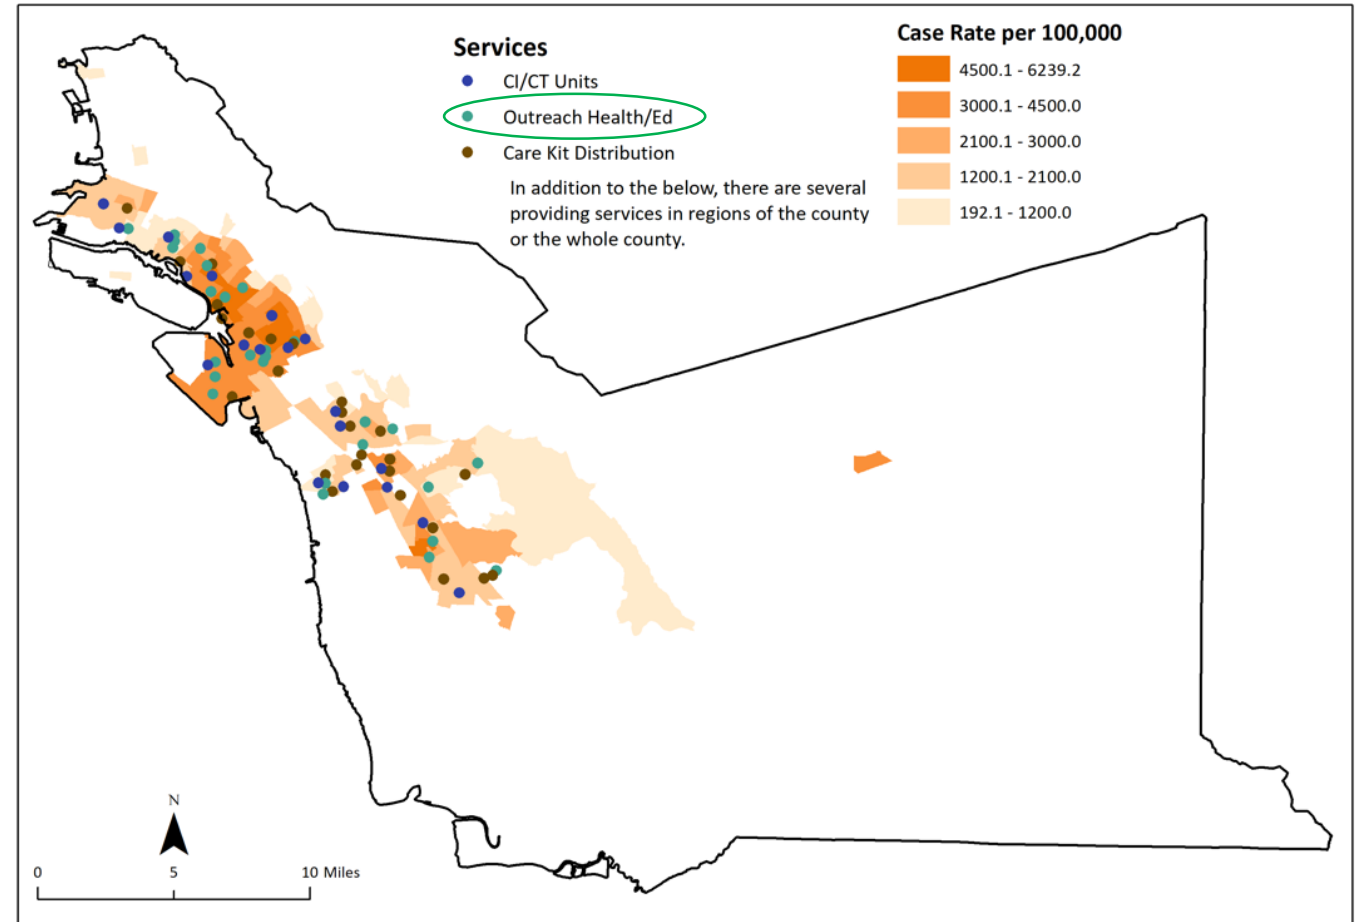 Services
CI/CT Units
Outreach Health/Ed
Care Kit Distribution
In addition to the below, there are several
providing services in regions of the county
or the whole county.
Case Rate per 100,000
4500.1 - 6239.2
3000.1 - 4500.0
2100.1 - 3000.0
1200.1 - 2100.0
192.1 - 1200.0
N
0 5 10 Miles